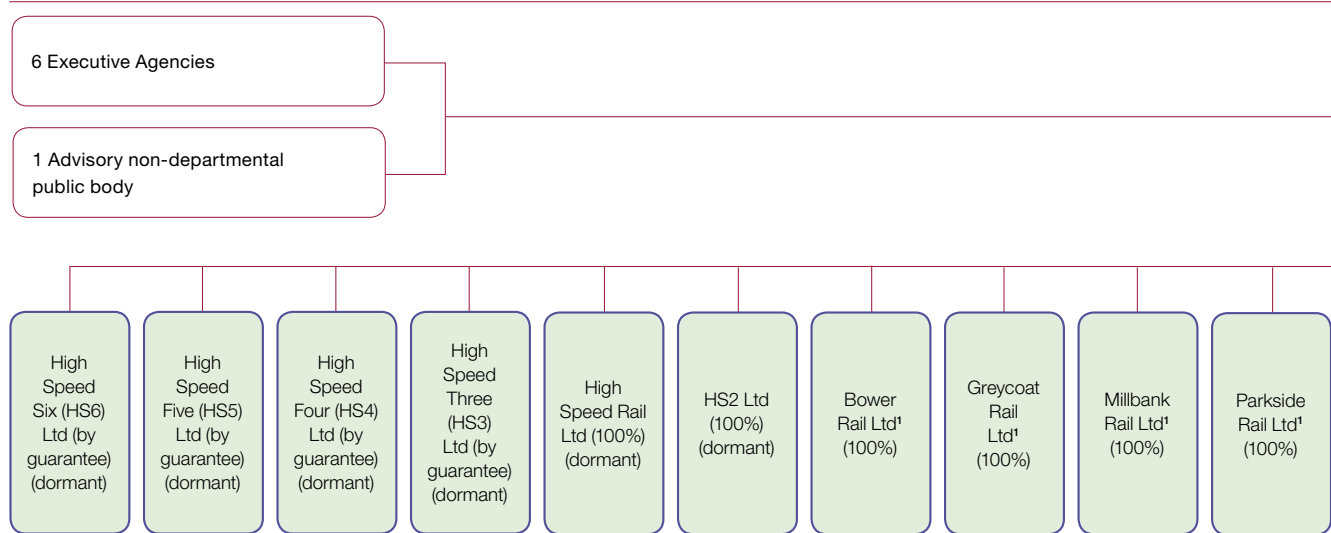 6 Executive Agencies
1 Advisory non-departmental
public body
High
Speed
Six (HS6)
Ltd (by
guarantee)
(dormant)
High
Speed
Five (HS5)
Ltd (by
guarantee)
(dormant)
High
Speed
Four (HS4)
Ltd (by
guarantee)
(dormant)
High
Speed
Three
(HS3)
Ltd (by
guarantee)
(dormant)
High
Speed Rail
Ltd (100%)
(dormant)
HS2 Ltd
(100%)
(dormant)
Bower
Rail Ltd¹
(100%)
Greycoat
Rail
Ltd¹
(100%)
Millbank
Rail Ltd¹
(100%)
Parkside
Rail Ltd¹
(100%)